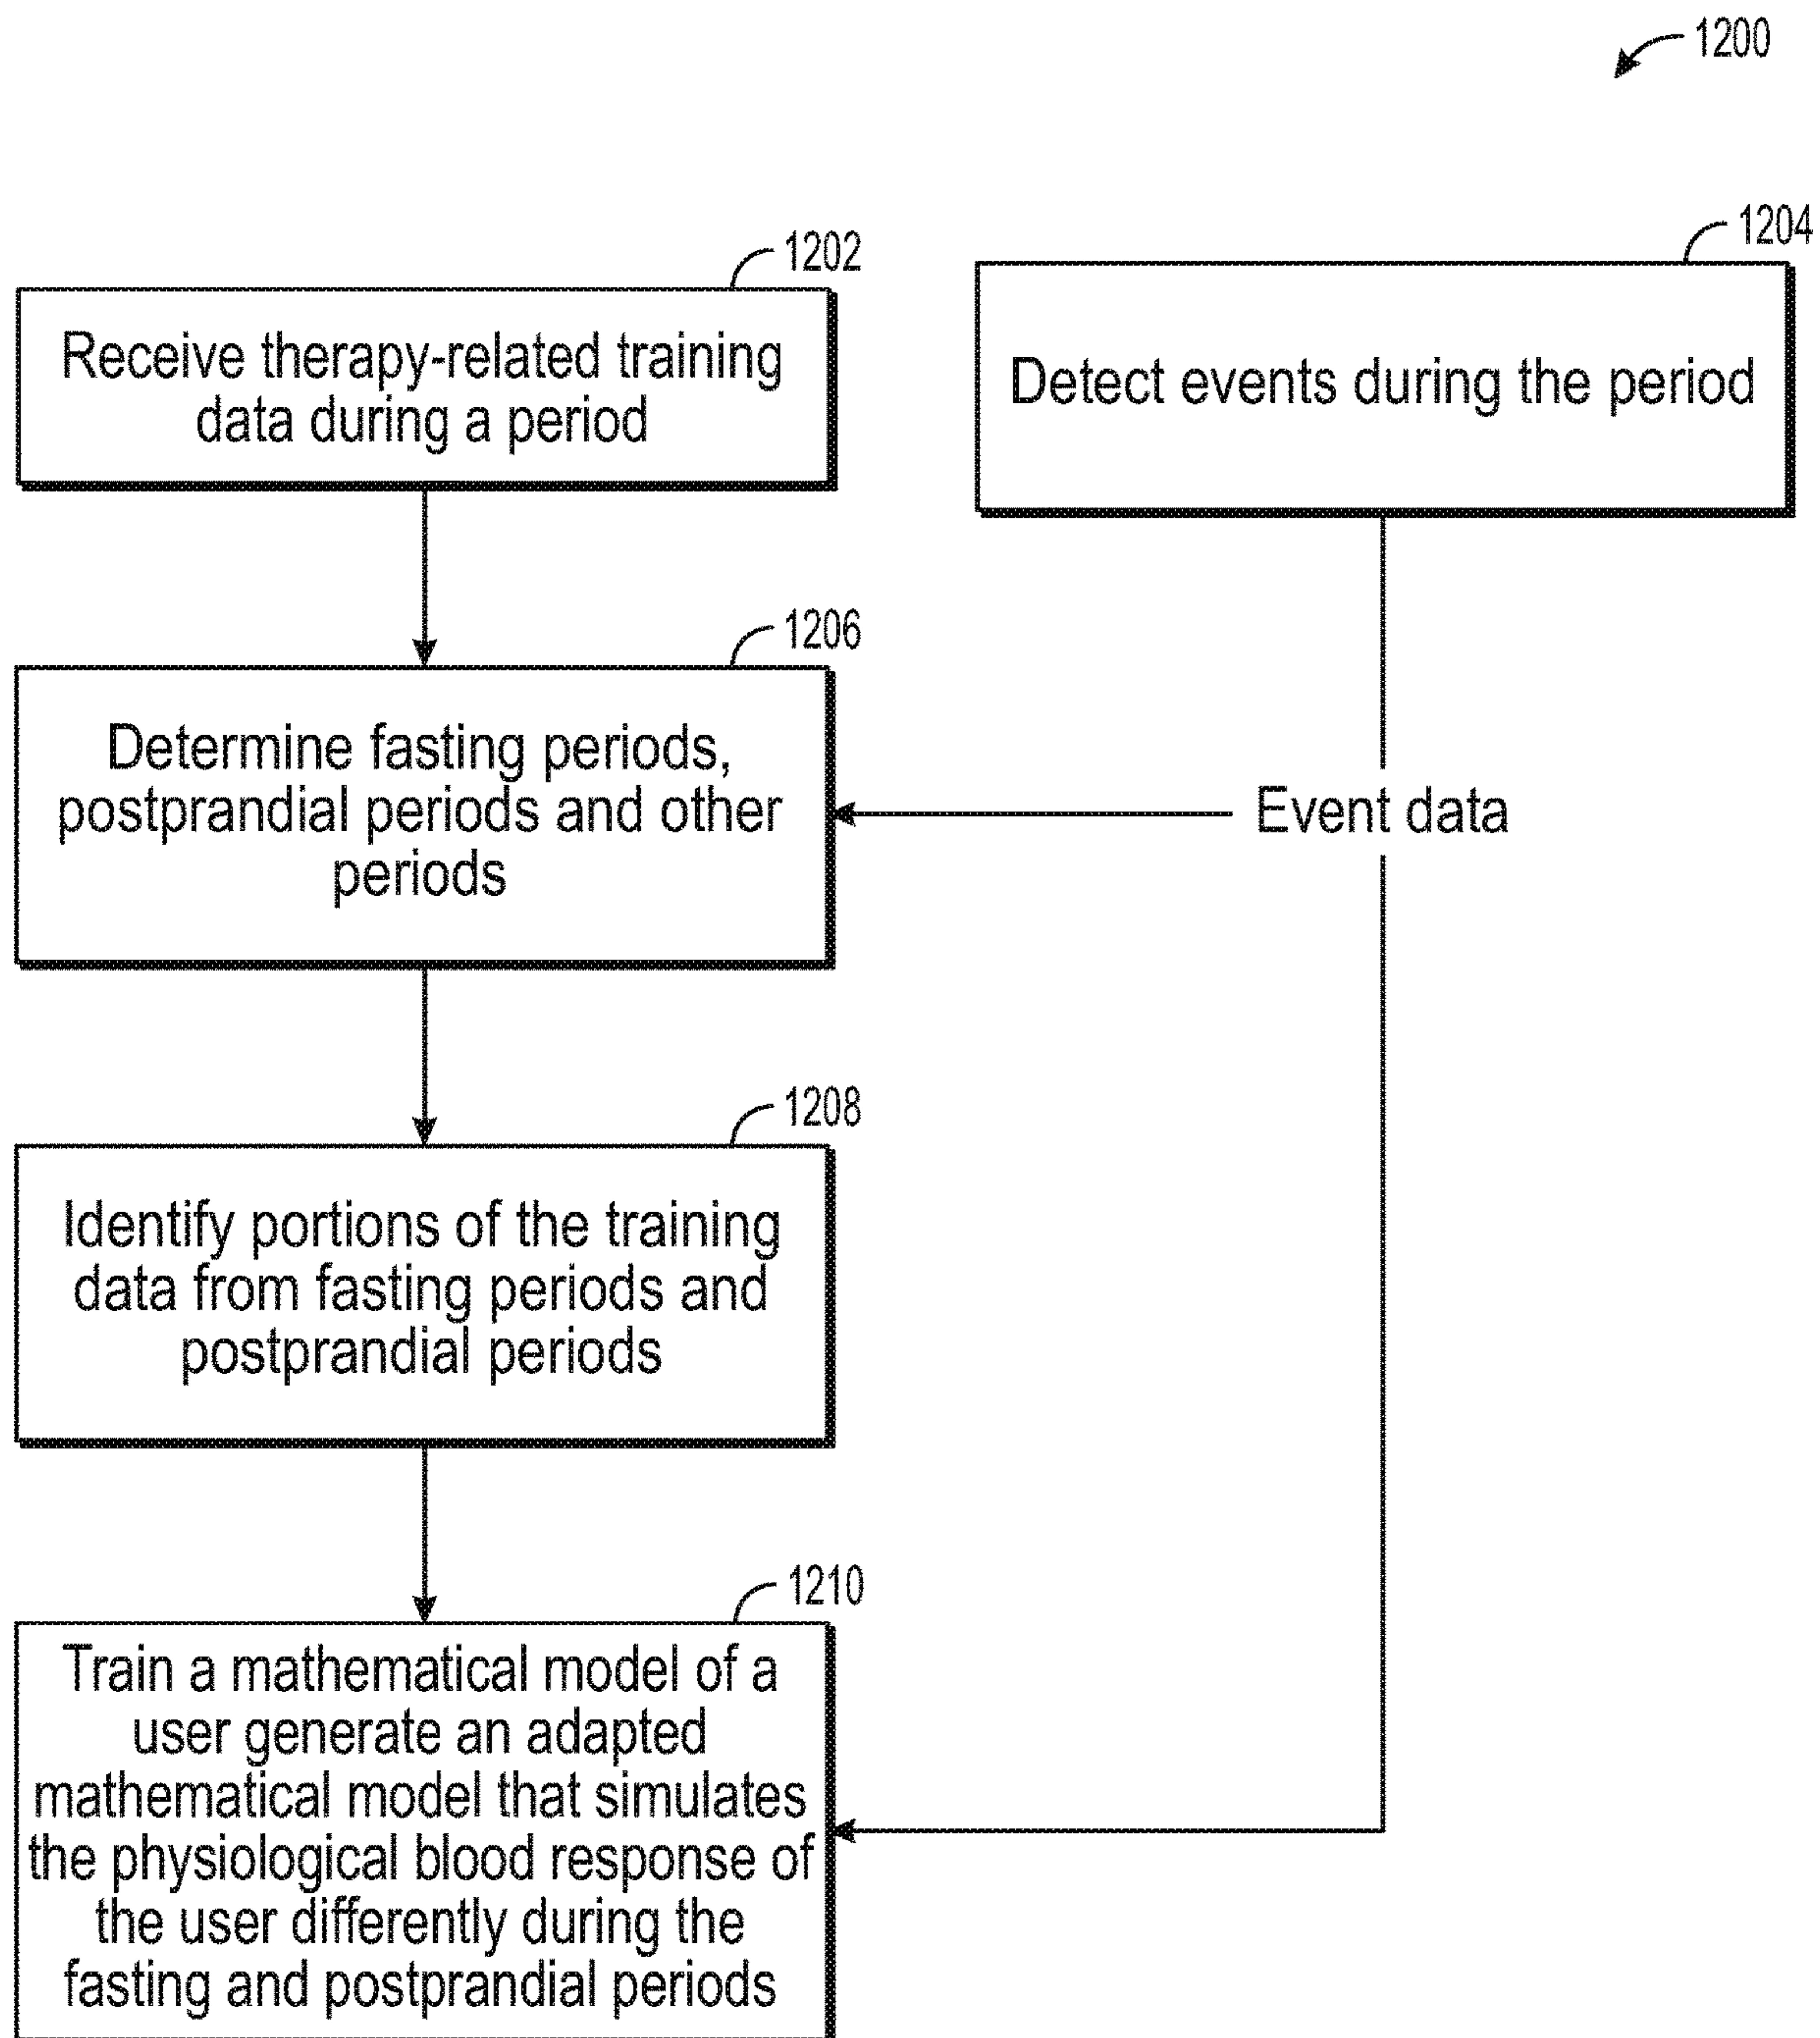 1200
1202
Receive therapy-related training
data during a period
1204
Detect events during the period
1206
Determine fasting periods,
postprandial periods and other
periods
Event data
1208
Identify portions of the training
data from fasting periods and
postprandial periods
1210
Train a mathematical model of a
user generate an adapted
mathematical model that simulates
the physiological blood response of
the user differently during the
fasting and postprandial periods